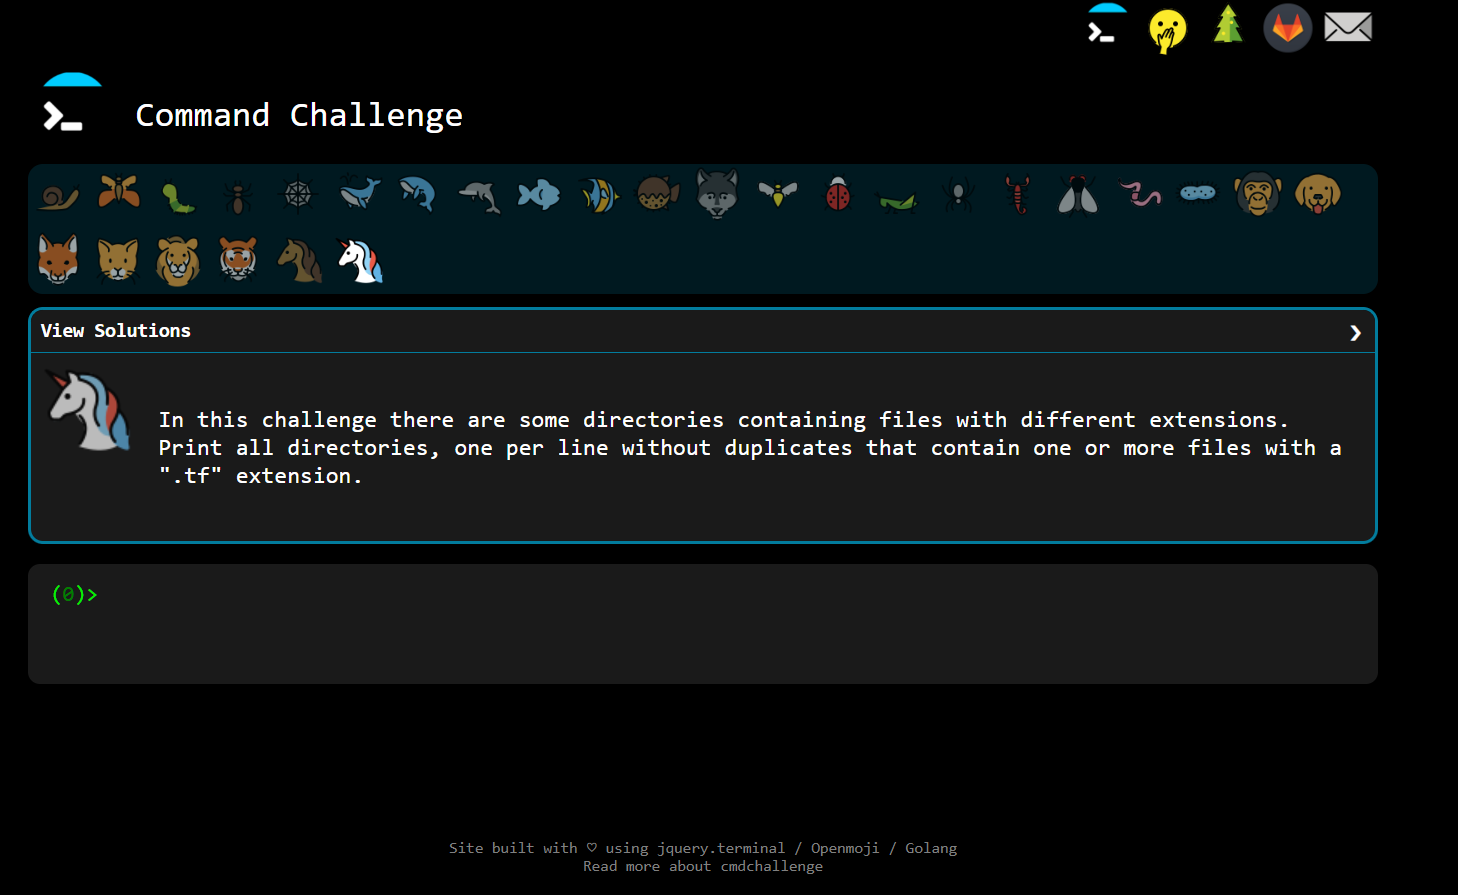 Command Challenge
View Solutions
In this challenge there are some directories containing files with different extensions.
Print all directories, one per line without duplicates that contain one or more files with a
".tf" extension.
(0)>
Site built with ♡ using jquery.terminal / Openmoji / Golang
Read more about cmdchallenge